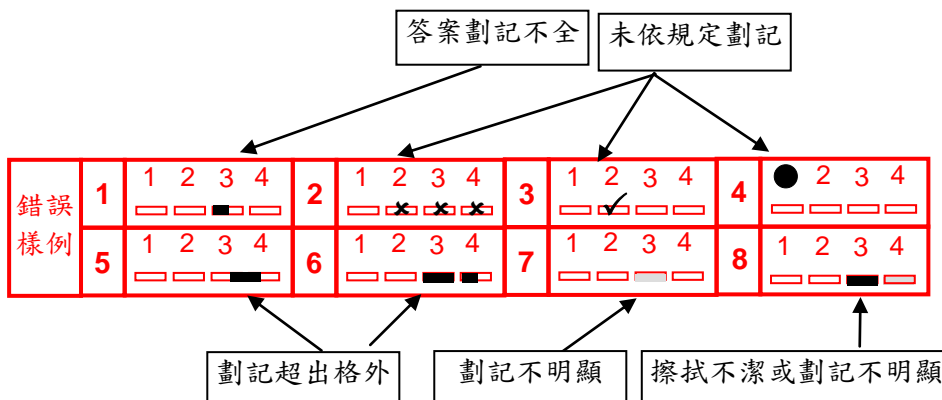 答案劃記不全 未依規定劃記
錯誤
樣例
1 1 2 3 4 2 1 2 3 4 3 1 2 3 4 4 2 3 4
5 1 2 3 4 6 1 2 3 4 7 1 2 3 4 8 1 2 3 4
劃記超出格外 劃記不明顯 擦拭不潔或劃記不明顯